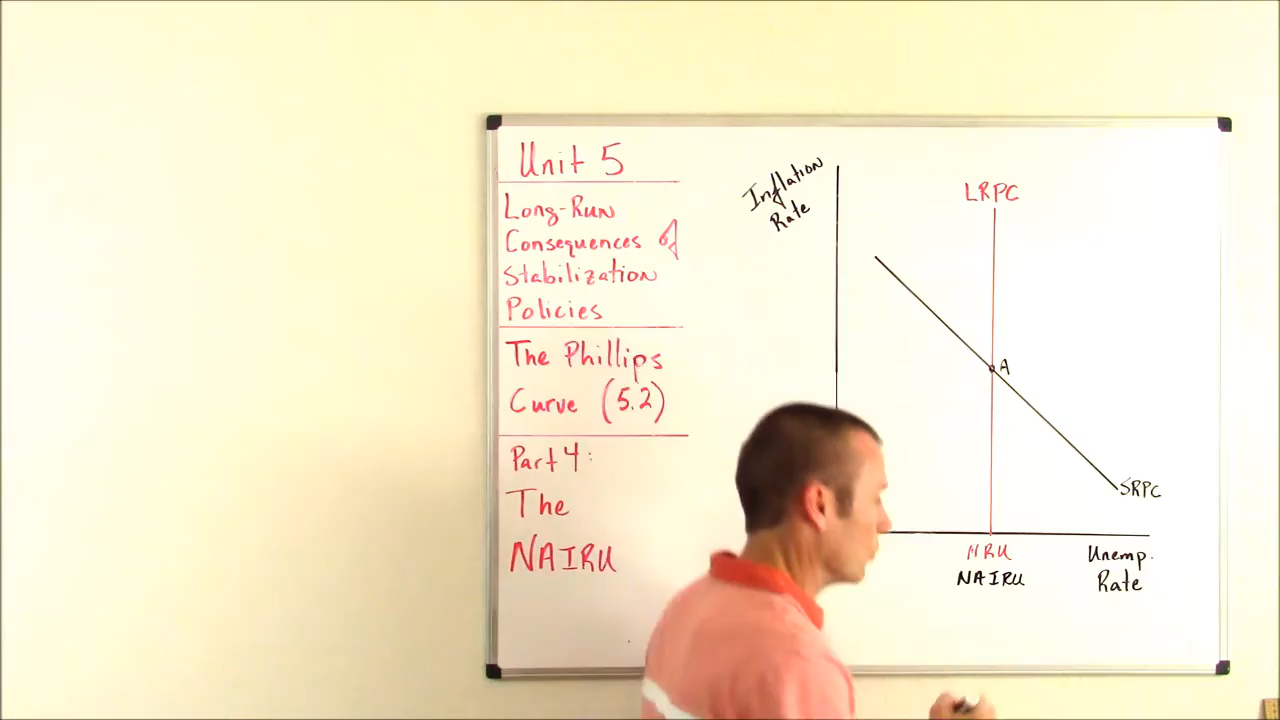 Unit 5
Long-Run
Consequences of
Stabilization
Policies
The Phillips
Curve (5.2)
Part 4:
The
NAIRU
Inflation
Rate
LRPC
A
SRPC
NRU
NAIRU
Unemp.
Rate